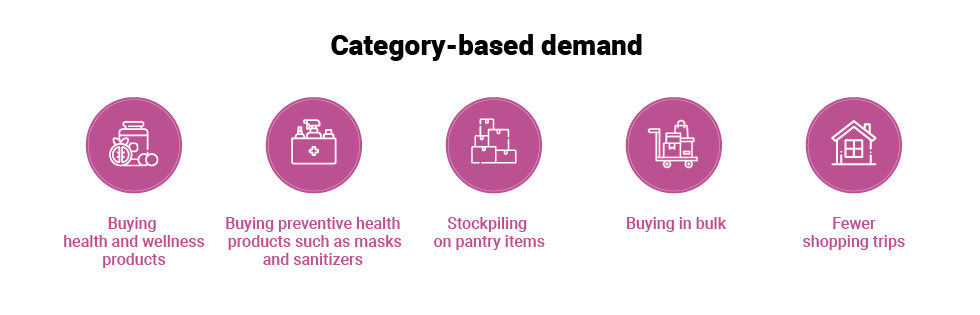 Category-based demand
Buying
health and wellness
products
Buying preventive health
products such as masks
and sanitizers
Stockpiling
on pantry items
Buying in bulk
Fewer
shopping trips